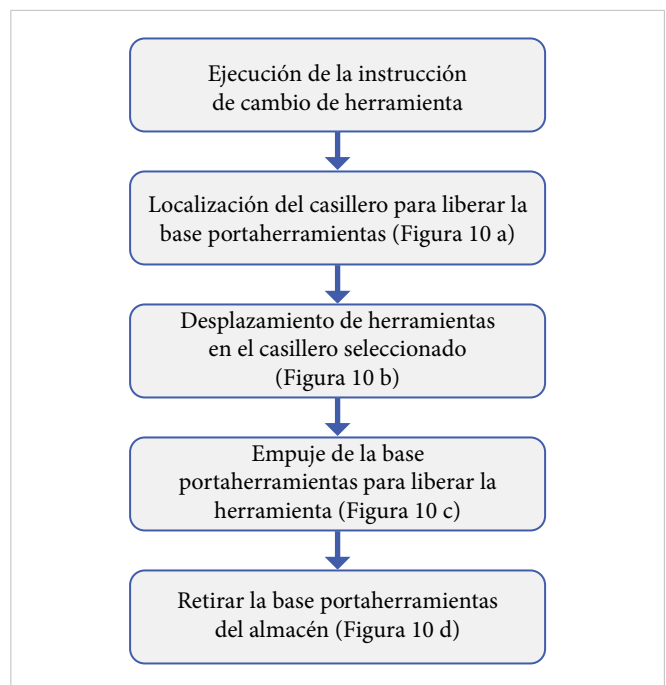 Ejecución de la instrucción
de cambio de herramienta
Localización del casillero para liberar la
base portaherramientas (Figura 10 a)
Desplazamiento de herramientas
en el casillero seleccionado
(Figura 10 b)
Empuje de la base
portaherramientas para liberar la
herramienta (Figura 10 c)
Retirar la base portaherramientas
del almacén (Figura 10 d)